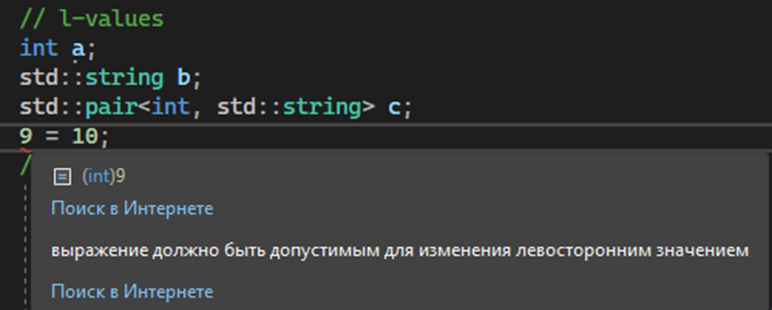 // l-values
int a;
std::string b;
std::pair<int, std::string> c;
9 = 10;
/
(int)9
Поиск в Интернете
выражение должно быть допустимым для изменения левосторонним значением
Поиск в Интернете